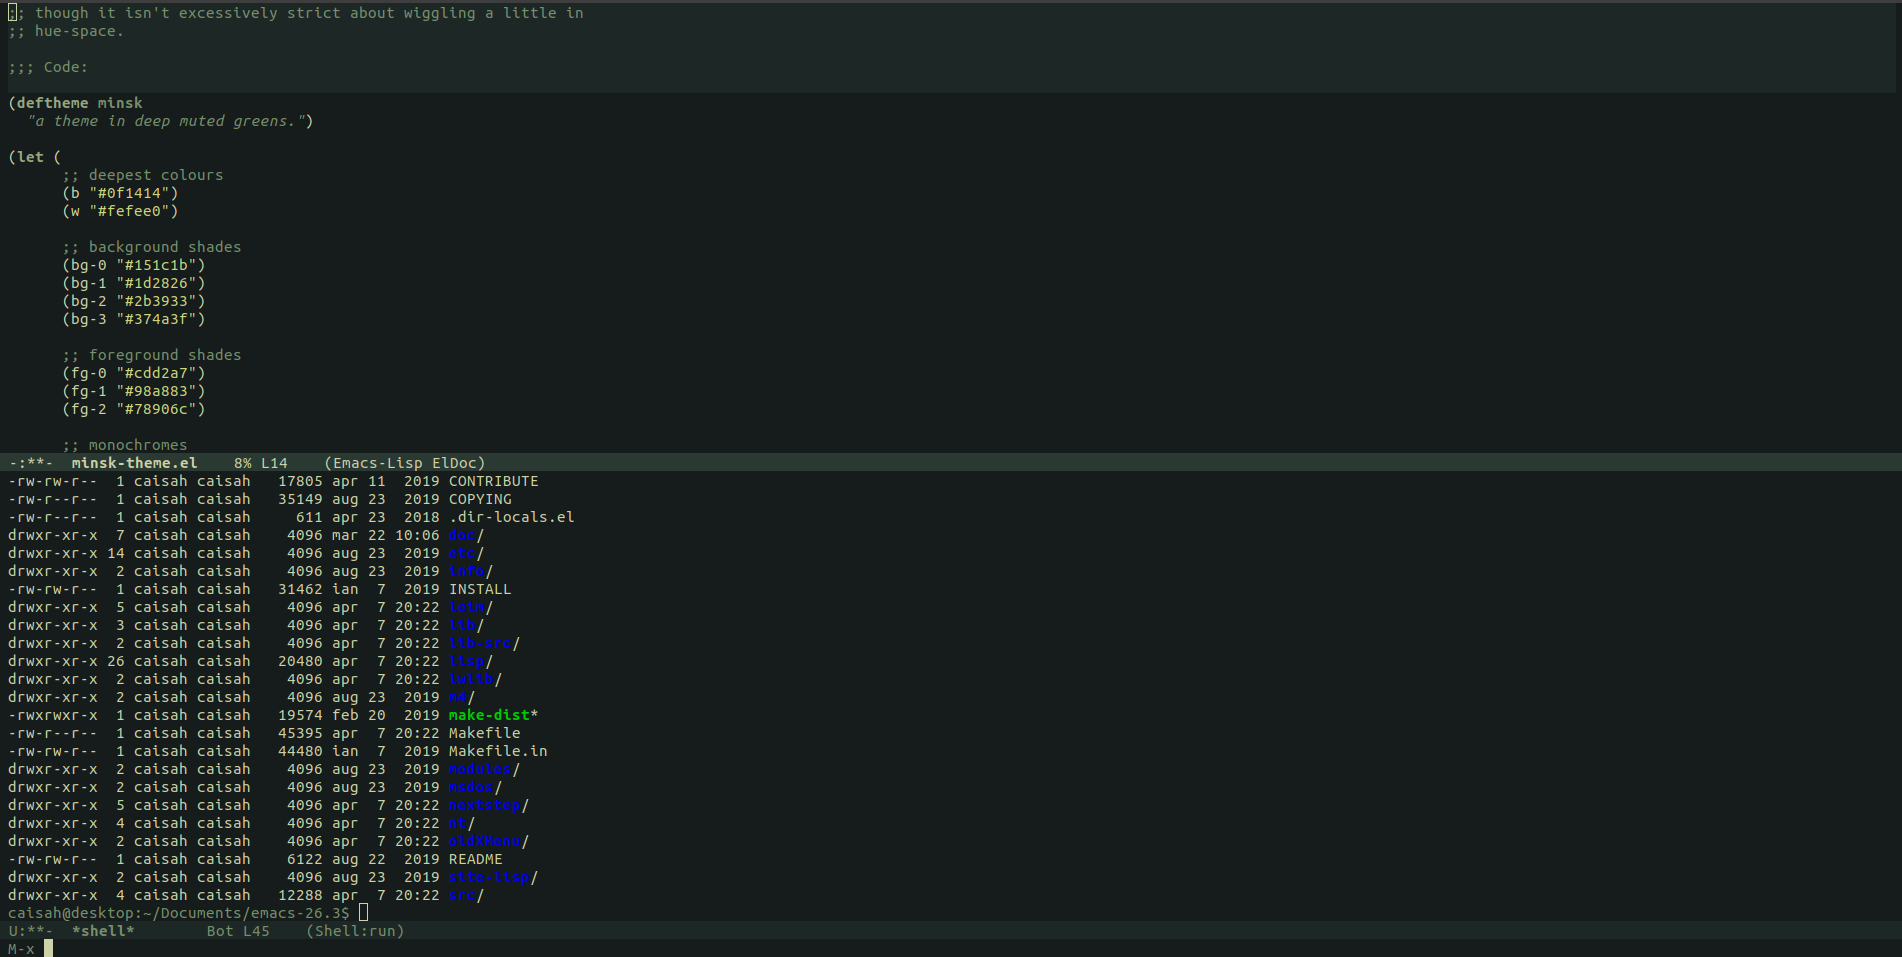 ;; though it isn't excessively strict about wiggling a little in
;; hue-space.
;;; Code:
(deftheme minsk
"a theme in deep muted greens.")
(let (
;; deepest colours
(b "#0f1414")
(w "#fefee0")
;; background shades
(bg-0 "#151c1b")
(bg-1 "#1d2826")
(bg-2 "#2b3933")
(bg-3 "#374a3f")
;; foreground shades
(fg-0 "#cdd2a7")
(fg-1 "#98a883")
(fg-2 "#78906c")
;; monochromes
-:**-  minsk-theme.el    8% L14    (Emacs-Lisp ElDoc)
-rw-rw-r--  1 caisah caisah   17805 apr 11  2019 CONTRIBUTE
-rw-r--r--  1 caisah caisah   35149 aug 23  2019 COPYING
-rw-r--r--  1 caisah caisah     611 apr 23  2018 .dir-locals.el
drwxr-xr-x  7 caisah caisah    4096 mar 22 10:06 doc/
drwxr-xr-x 14 caisah caisah    4096 aug 23  2019 etc/
drwxr-xr-x  2 caisah caisah    4096 aug 23  2019 info/
-rw-rw-r--  1 caisah caisah   31462 ian  7  2019 INSTALL
drwxr-xr-x  5 caisah caisah    4096 apr  7 20:22 leim/
drwxr-xr-x  3 caisah caisah    4096 apr  7 20:22 lib/
drwxr-xr-x  2 caisah caisah    4096 apr  7 20:22 lib-src/
drwxr-xr-x 26 caisah caisah   20480 apr  7 20:22 lisp/
drwxr-xr-x  2 caisah caisah    4096 apr  7 20:22 lwlib/
drwxr-xr-x  2 caisah caisah    4096 aug 23  2019 m4/
-rwxrwxr-x  1 caisah caisah   19574 feb 20  2019 make-dist*
-rw-r--r--  1 caisah caisah   45395 apr  7 20:22 Makefile
-rw-rw-r--  1 caisah caisah   44480 ian  7  2019 Makefile.in
drwxr-xr-x  2 caisah caisah    4096 aug 23  2019 modules/
drwxr-xr-x  2 caisah caisah    4096 aug 23  2019 msdos/
drwxr-xr-x  5 caisah caisah    4096 apr  7 20:22 nextstep/
drwxr-xr-x  4 caisah caisah    4096 apr  7 20:22 nt/
drwxr-xr-x  2 caisah caisah    4096 apr  7 20:22 oldXMenu/
-rw-rw-r--  1 caisah caisah    6122 aug 22  2019 README
drwxr-xr-x  2 caisah caisah    4096 aug 23  2019 site-lisp/
drwxr-xr-x  4 caisah caisah   12288 apr  7 20:22 src/
caisah@desktop:~/Documents/emacs-26.3$
U:**-  *shell*        Bot L45    (Shell:run)
M-x